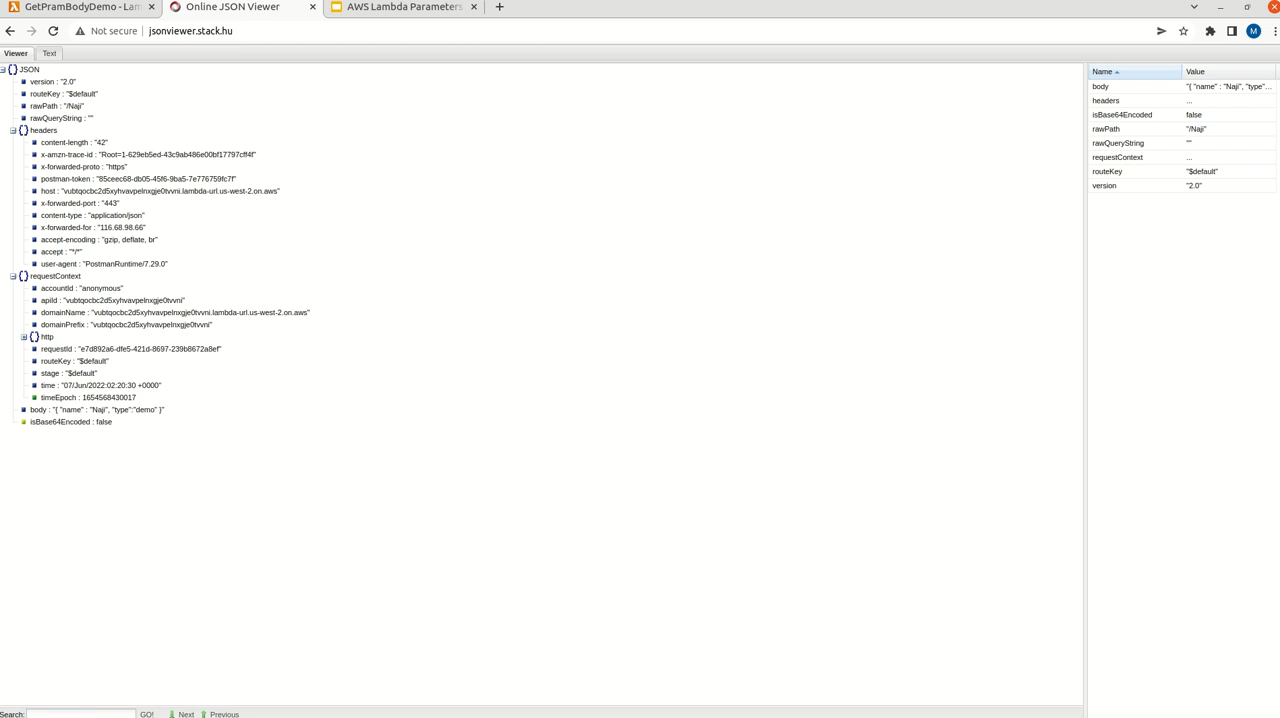 GetPramBodyDemo - Lam
Online JSON Viewer
AWS Lambda Parameters
Not secure | jsonviewer.stack.hu
M
Viewer Text
JSON
version : "2.0"
routeKey : "$default"
rawPath : "/Naji"
rawQueryString : ""
headers
content-length : "42"
x-amzn-trace-id : "Root=1-629eb5ed-43c9ab486e00bf17797cff4f"
x-forwarded-proto : "https"
postman-token : "85ceec68-db05-45f6-9ba5-7e776759fc7f"
host : "vubtqocbc2d5xyhvavpelnxgje0tvvni.lambda-url.us-west-2.on.aws"
x-forwarded-port : "443"
content-type : "application/json"
x-forwarded-for : "116.68.98.66"
accept-encoding : "gzip, deflate, br"
accept : "*/*"
user-agent : "PostmanRuntime/7.29.0"
requestContext
accountId : "anonymous"
apiId : "vubtqocbc2d5xyhvavpelnxgje0tvvni"
domainName : "vubtqocbc2d5xyhvavpelnxgje0tvvni.lambda-url.us-west-2.on.aws"
domainPrefix : "vubtqocbc2d5xyhvavpelnxgje0tvvni"
http
requestId : "e7d892a6-dfe5-421d-8697-239b8672a8ef"
routeKey : "$default"
stage : "$default"
time : "07/Jun/2022:02:20:30 +0000"
timeEpoch : 1654568430017
body : "{ "name" : "Naji", "type":"demo" }"
isBase64Encoded : false
Name Value
body "{ "name" : "Naji", "type"...
headers ...
isBase64Encoded false
rawPath "/Naji"
rawQueryString ""
requestContext ...
routeKey "$default"
version "2.0"
Search: GO! Next Previous